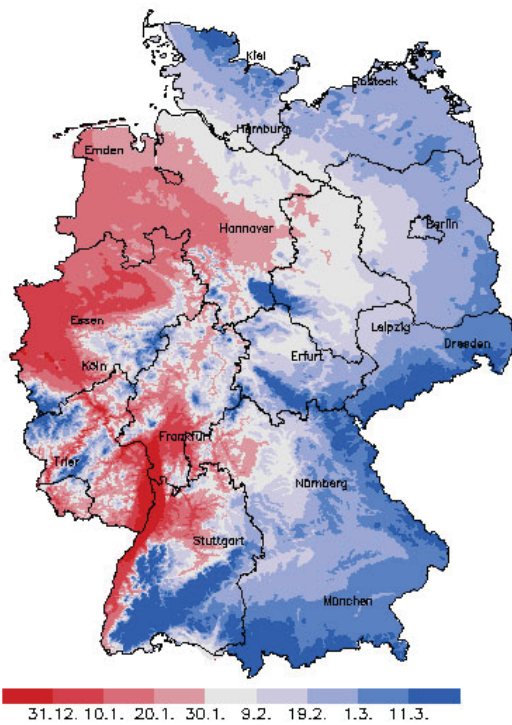 Kiel
Rostock
Hamburg
Emden
Hannover
Berlin
Essen
Leipzig
Dresden
Köln
Erfurt
Frankfurt
Trier
Nürnberg
Stuttgart
München
31.12. 10.1. 20.1. 30.1. 9.2. 19.2. 1.3. 11.3.